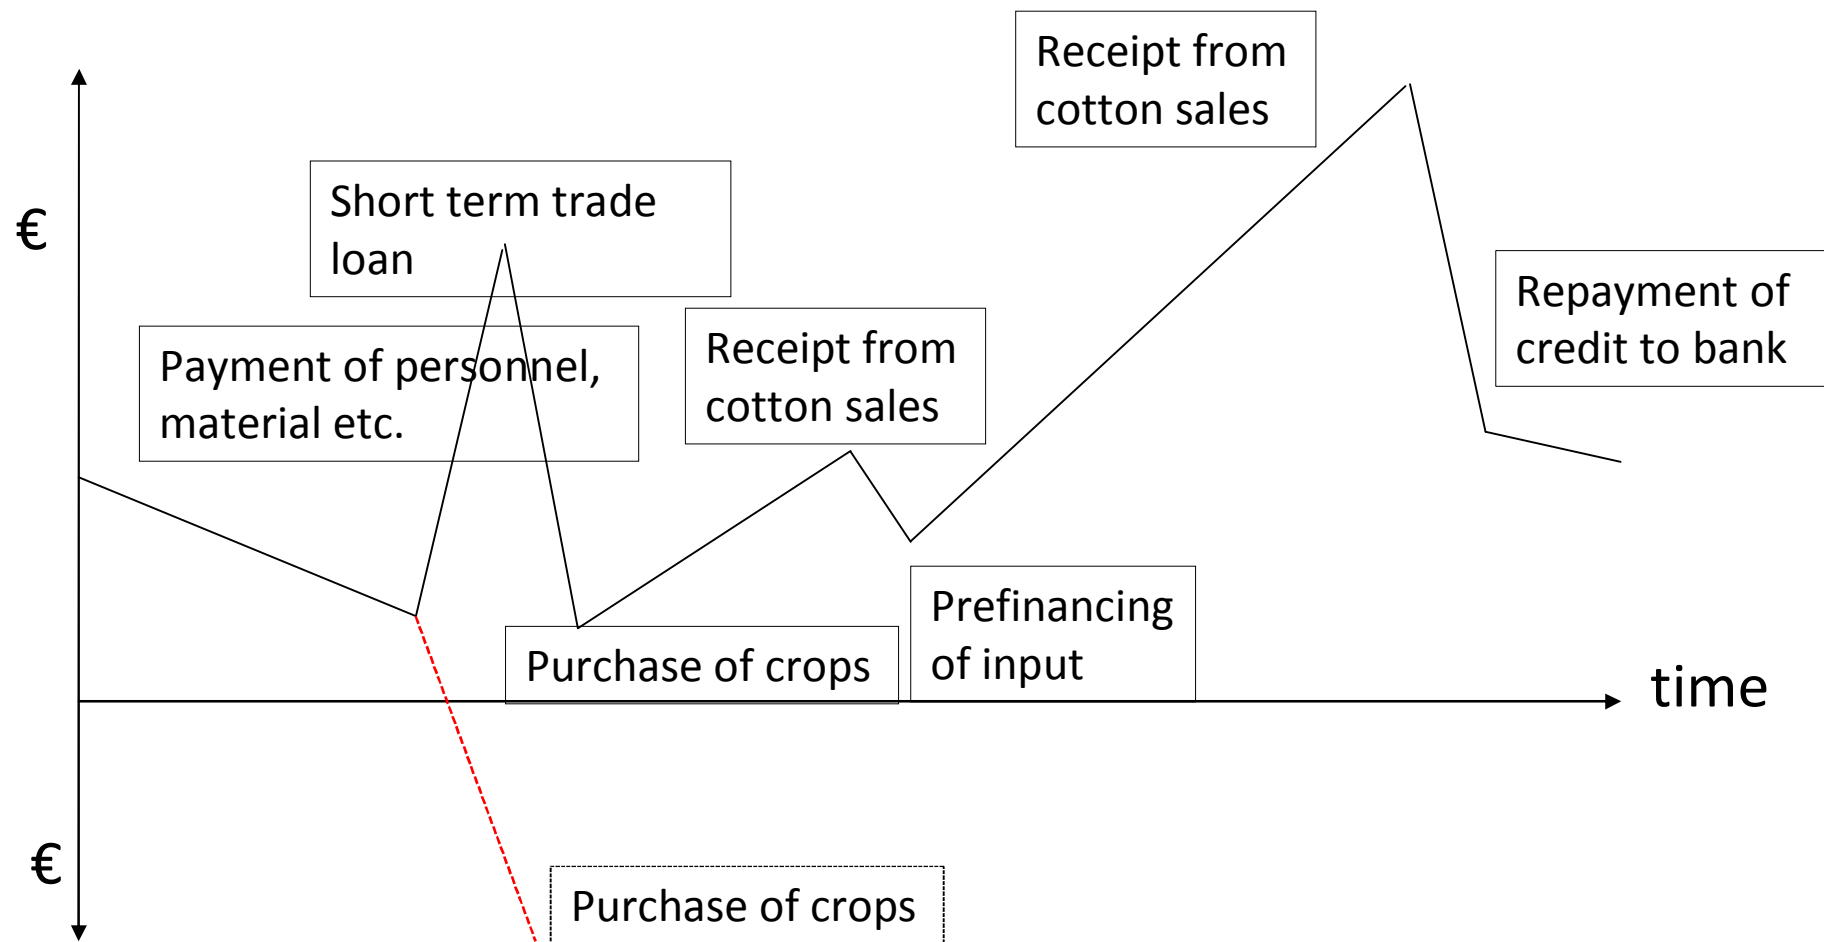 Receipt from
cotton sales
€
Short term trade
loan
Payment of personnel,
material etc.
Receipt from
cotton sales
Repayment of
credit to bank
Purchase of crops
Prefinancing
of input
time
€
Purchase of crops